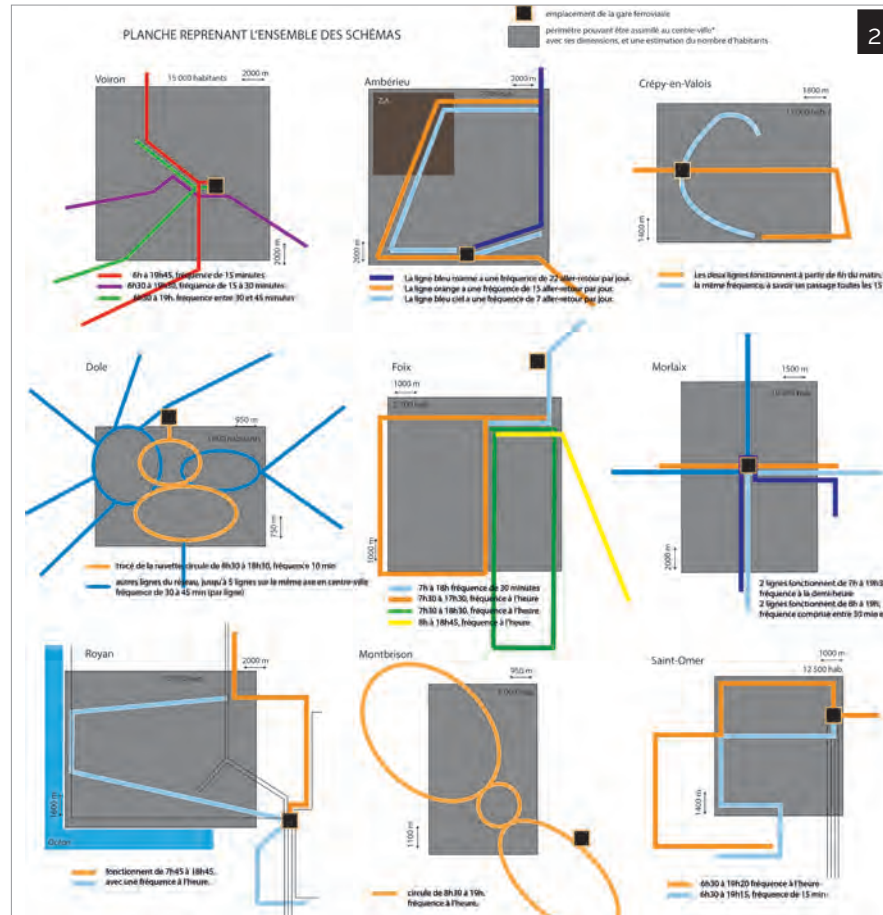 emplacement de la gare ferroviaire
2
PLANCHE REPRENANT L'ENSEMBLE DES SCHÉMAS
périmètre pouvant être assimilé au centre-ville*
avec ses dimensions, et une estimation du nombre d'habitants
Voiron
15 000 habitants
2000 m
2000 m
6h à 19h45, fréquence de 15 minutes
6h30 à 19h30, fréquence de 15 à 30 minutes
6h30 à 19h, fréquence entre 30 et 45 minutes
Ambérieu
2000 m
Z.A.
2000 m
La ligne bleu marine a une fréquence de 22 aller-retour par jour.
La ligne orange a une fréquence de 15 aller-retour par jour.
La ligne bleu ciel a une fréquence de 7 aller-retour par jour.
Crépy-en-Valois
1800 m
1400 m
Les deux lignes fonctionnent à partir de 6h du matin,
la même fréquence, à savoir un passage toutes les 15
Dole
950 m
750 m
tracé de la navette, circule de 8h30 à 18h30, fréquence 10 min
autres lignes du réseau, jusqu'à 5 lignes sur le même axe en centre-ville
fréquence de 30 à 45 min (par ligne)
Foix
1000 m
1000 m
7h à 18h fréquence de 30 minutes
7h30 à 17h30, fréquence à l'heure
7h30 à 18h30, fréquence à l'heure
8h à 18h45, fréquence à l'heure
Morlaix
1500 m
2000 m
2 lignes fonctionnent de 7h à 19h3
fréquence à la demi-heure
2 lignes fonctionnent de 8h à 19h,
fréquence comprise entre 30 min e
Royan
2000 m
1800 m
Océan
fonctionnent de 7h45 à 18h45,
avec une fréquence à l'heure.
Montbrison
950 m
1100 m
circule de 8h30 à 19h.
fréquence à l'heure.
Saint-Omer
1000 m
12 500 hab.
1400 m
6h30 à 19h20 fréquence à l'heure
6h30 à 19h15, fréquence de 15 min